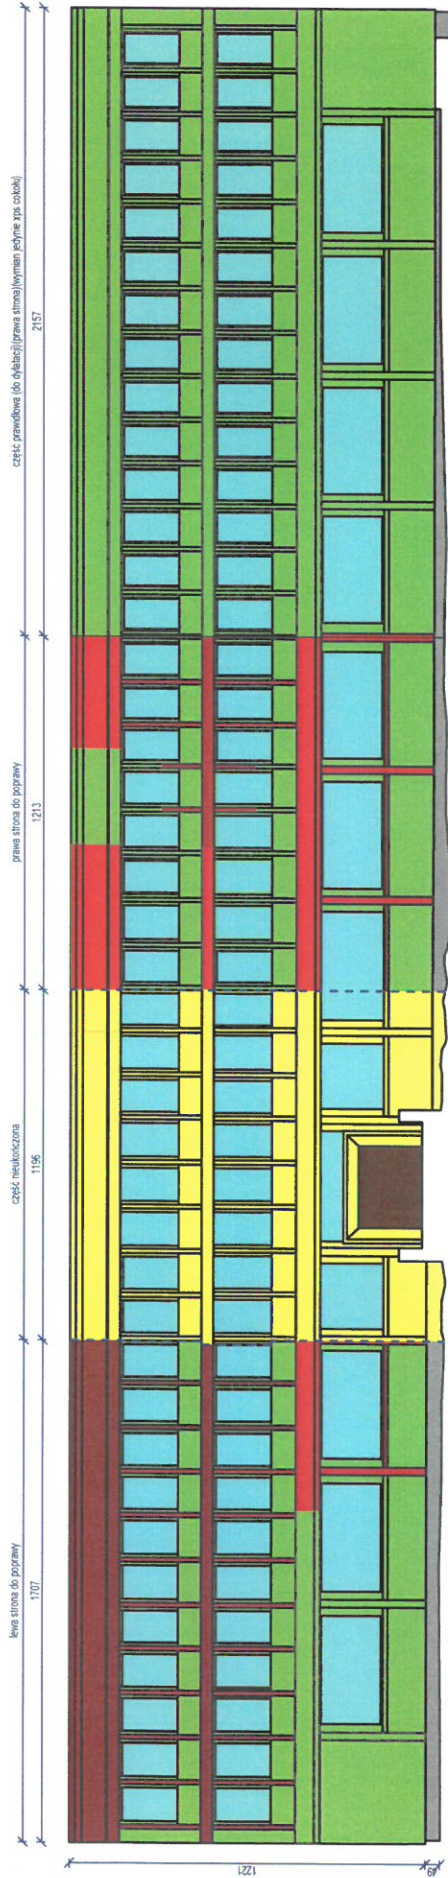 lewa strona do poprawy
1707
część nieukończona
1196
prawa strona do poprawy
1213
część prawidłowa (do dylatacji)(prawa strona)(wymian jedynie xps cokołu)
2157
1221
49